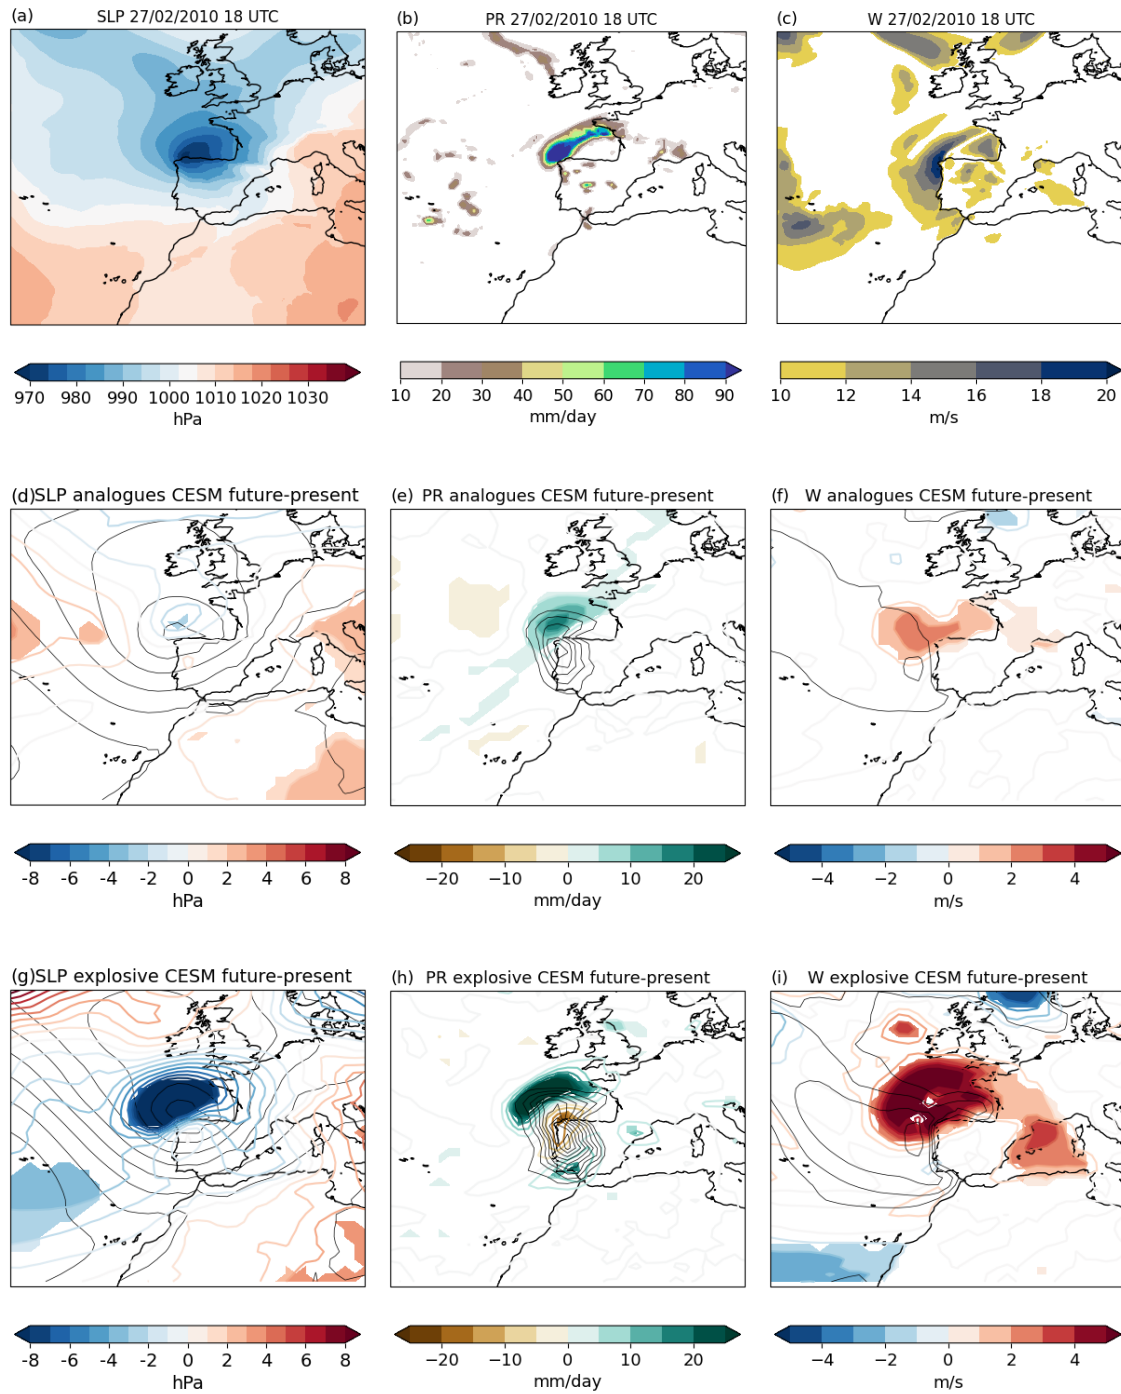 (a) SLP 27/02/2010 18 UTC
(b) PR 27/02/2010 18 UTC
(c) W 27/02/2010 18 UTC
970 980 990 1000 1010 1020 1030
hPa
10 20 30 40 50 60 70 80 90
mm/day
10 12 14 16 18 20
m/s
(d) SLP analogues CESM future-present
(e) PR analogues CESM future-present
(f) W analogues CESM future-present
-8 -6 -4 -2 0 2 4 6 8
hPa
−20 −10 0 10 20
mm/day
−4 −2 0 2 4
m/s
(g) SLP explosive CESM future-present
(h) PR explosive CESM future-present
(i) W explosive CESM future-present
-8 -6 -4 -2 0 2 4 6 8
hPa
−20 −10 0 10 20
mm/day
−4 −2 0 2 4
m/s